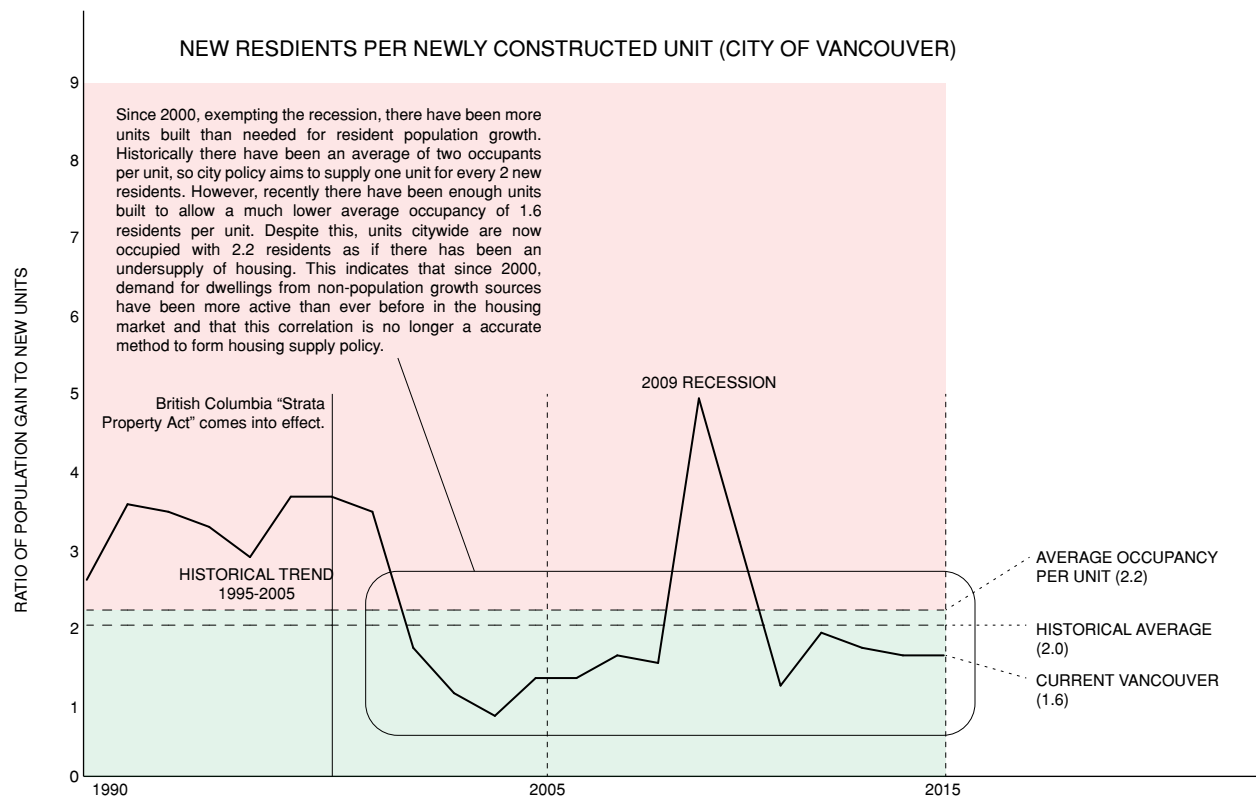 NEW RESDIENTS PER NEWLY CONSTRUCTED UNIT (CITY OF VANCOUVER)
RATIO OF POPULATION GAIN TO NEW UNITS
9
8
7
6
5
4
3
2
1
0
Since 2000, exempting the recession, there have been more
units built than needed for resident population growth.
Historically there have been an average of two occupants
per unit, so city policy aims to supply one unit for every 2 new
residents. However, recently there have been enough units
built to allow a much lower average occupancy of 1.6
residents per unit. Despite this, units citywide are now
occupied with 2.2 residents as if there has been an
undersupply of housing. This indicates that since 2000,
demand for dwellings from non-population growth sources
have been more active than ever before in the housing
market and that this correlation is no longer a accurate
method to form housing supply policy.
British Columbia “Strata
Property Act” comes into effect.
2009 RECESSION
HISTORICAL TREND
1995-2005
AVERAGE OCCUPANCY
PER UNIT (2.2)
HISTORICAL AVERAGE
(2.0)
CURRENT VANCOUVER
(1.6)
1990
2005
2015